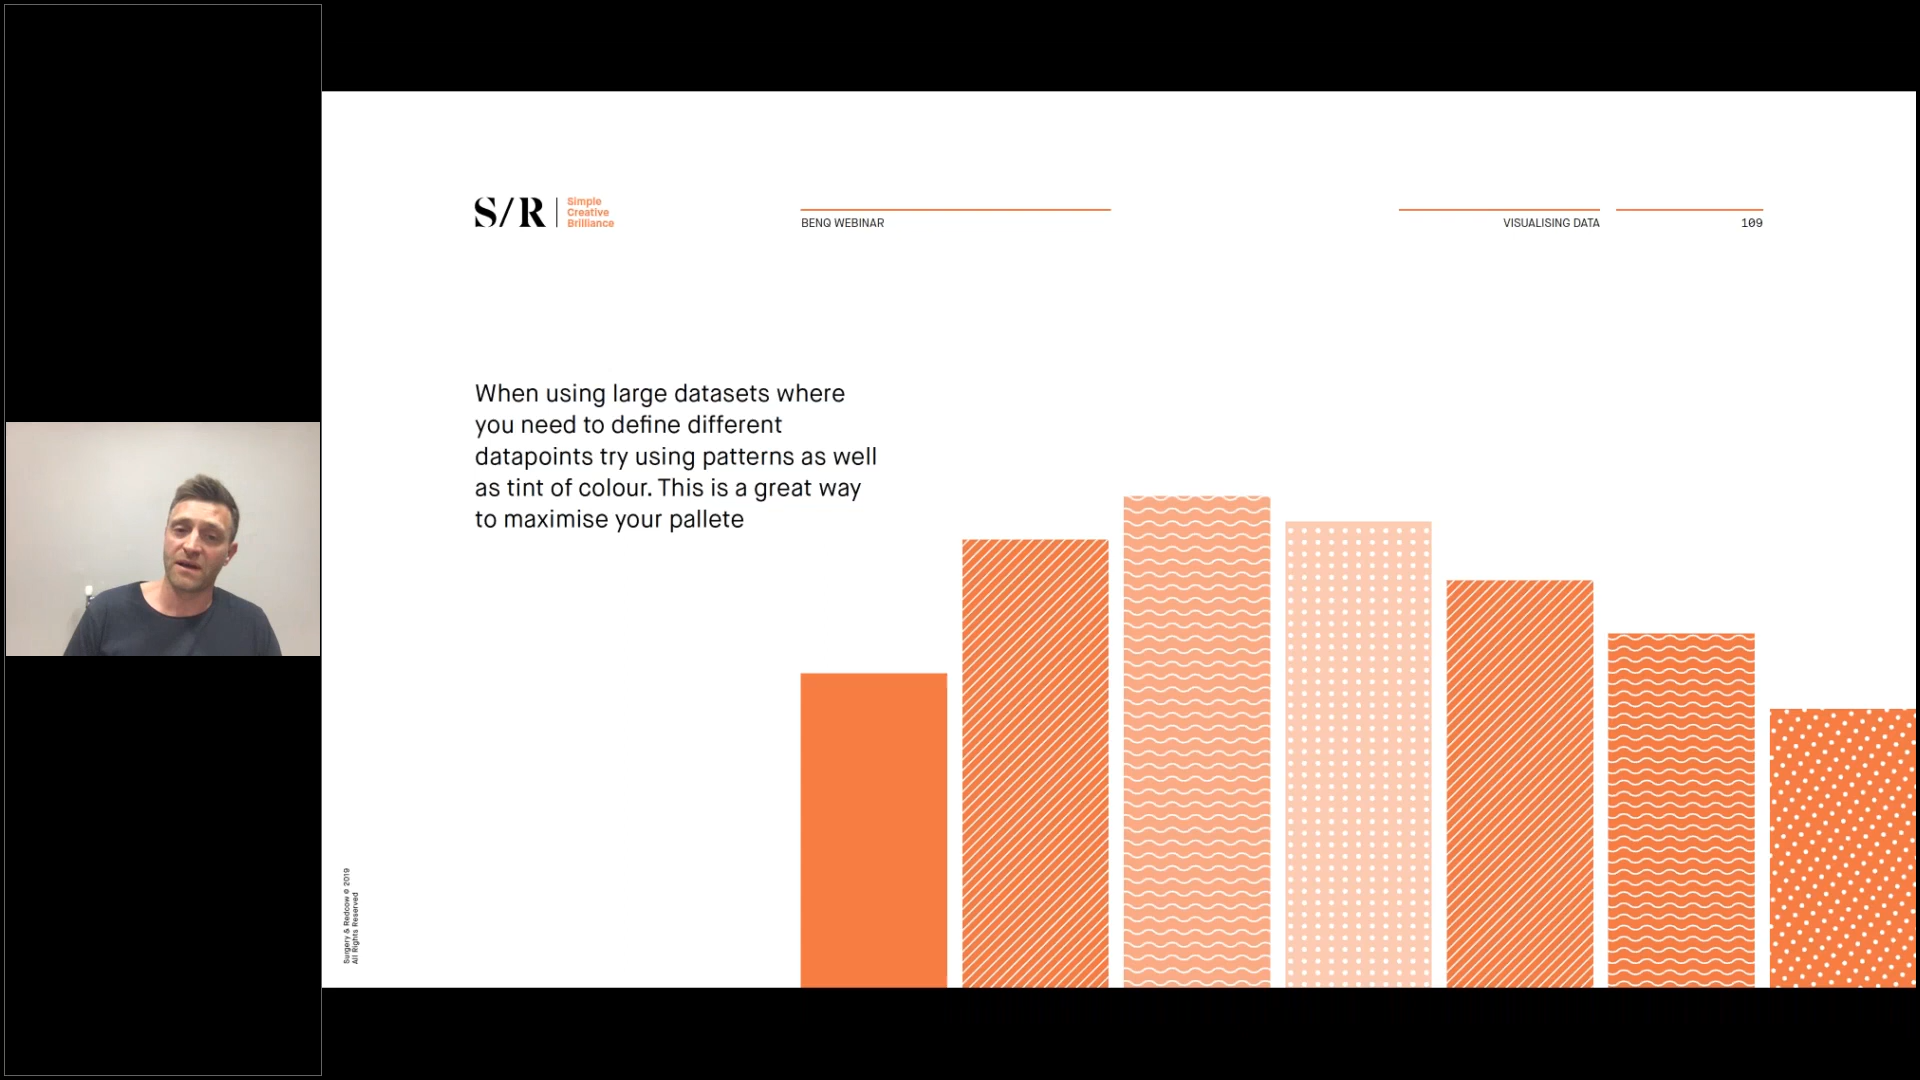 S/R
Simple
Creative
Brilliance
BENQ WEBINAR
VISUALISING DATA
109
When using large datasets where
you need to define different
datapoints try using patterns as well
as tint of colour. This is a great way
to maximise your pallete
Surgery & Redcow © 2019
All Rights Reserved